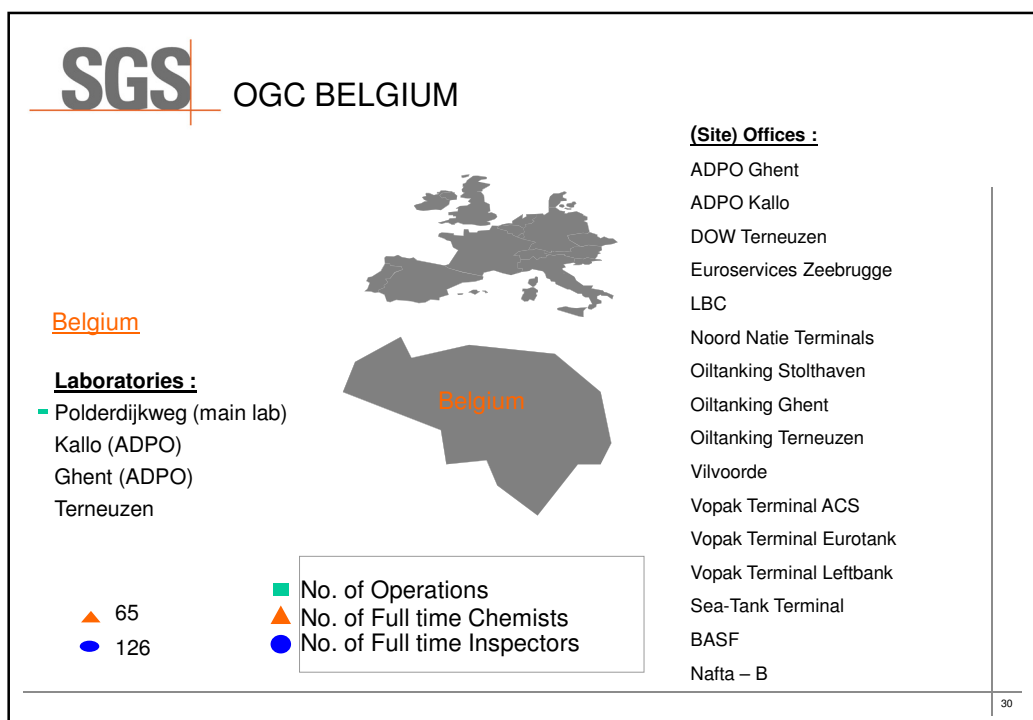 SGS
OGC BELGIUM
Belgium
Laboratories :
Polderdijkweg (main lab)
Kallo (ADPO)
Ghent (ADPO)
Terneuzen
65
126
Belgium
No. of Operations
No. of Full time Chemists
No. of Full time Inspectors
(Site) Offices :
ADPO Ghent
ADPO Kallo
DOW Terneuzen
Euroservices Zeebrugge
LBC
Noord Natie Terminals
Oiltanking Stolthaven
Oiltanking Ghent
Oiltanking Terneuzen
Vilvoorde
Vopak Terminal ACS
Vopak Terminal Eurotank
Vopak Terminal Leftbank
Sea-Tank Terminal
BASF
Nafta – B
30